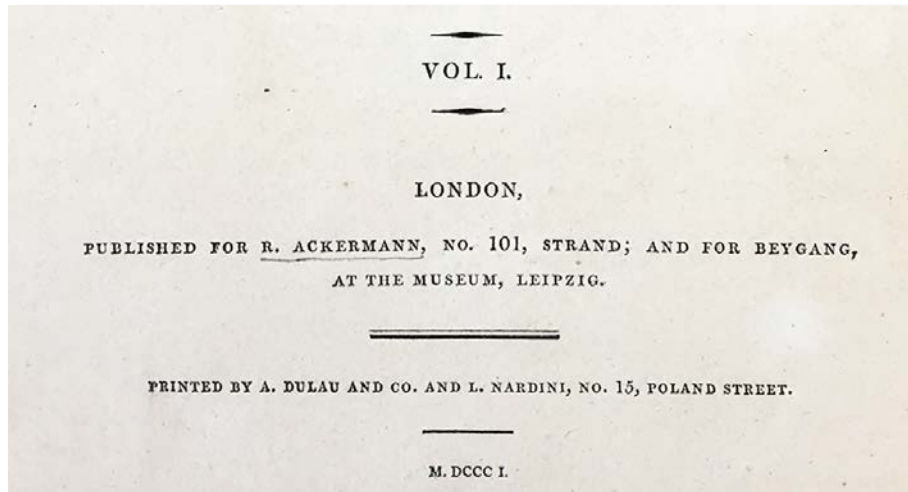 VOL. I.
LONDON,
PUBLISHED FOR R. ACKERMANN, NO. 101, STRAND; AND FOR BEYGANG,
AT THE MUSEUM, LEIPZIG.
PRINTED BY A. DULAU AND CO. AND L. NARDINI, NO. 15, POLAND STREET.
M. DCCC I.